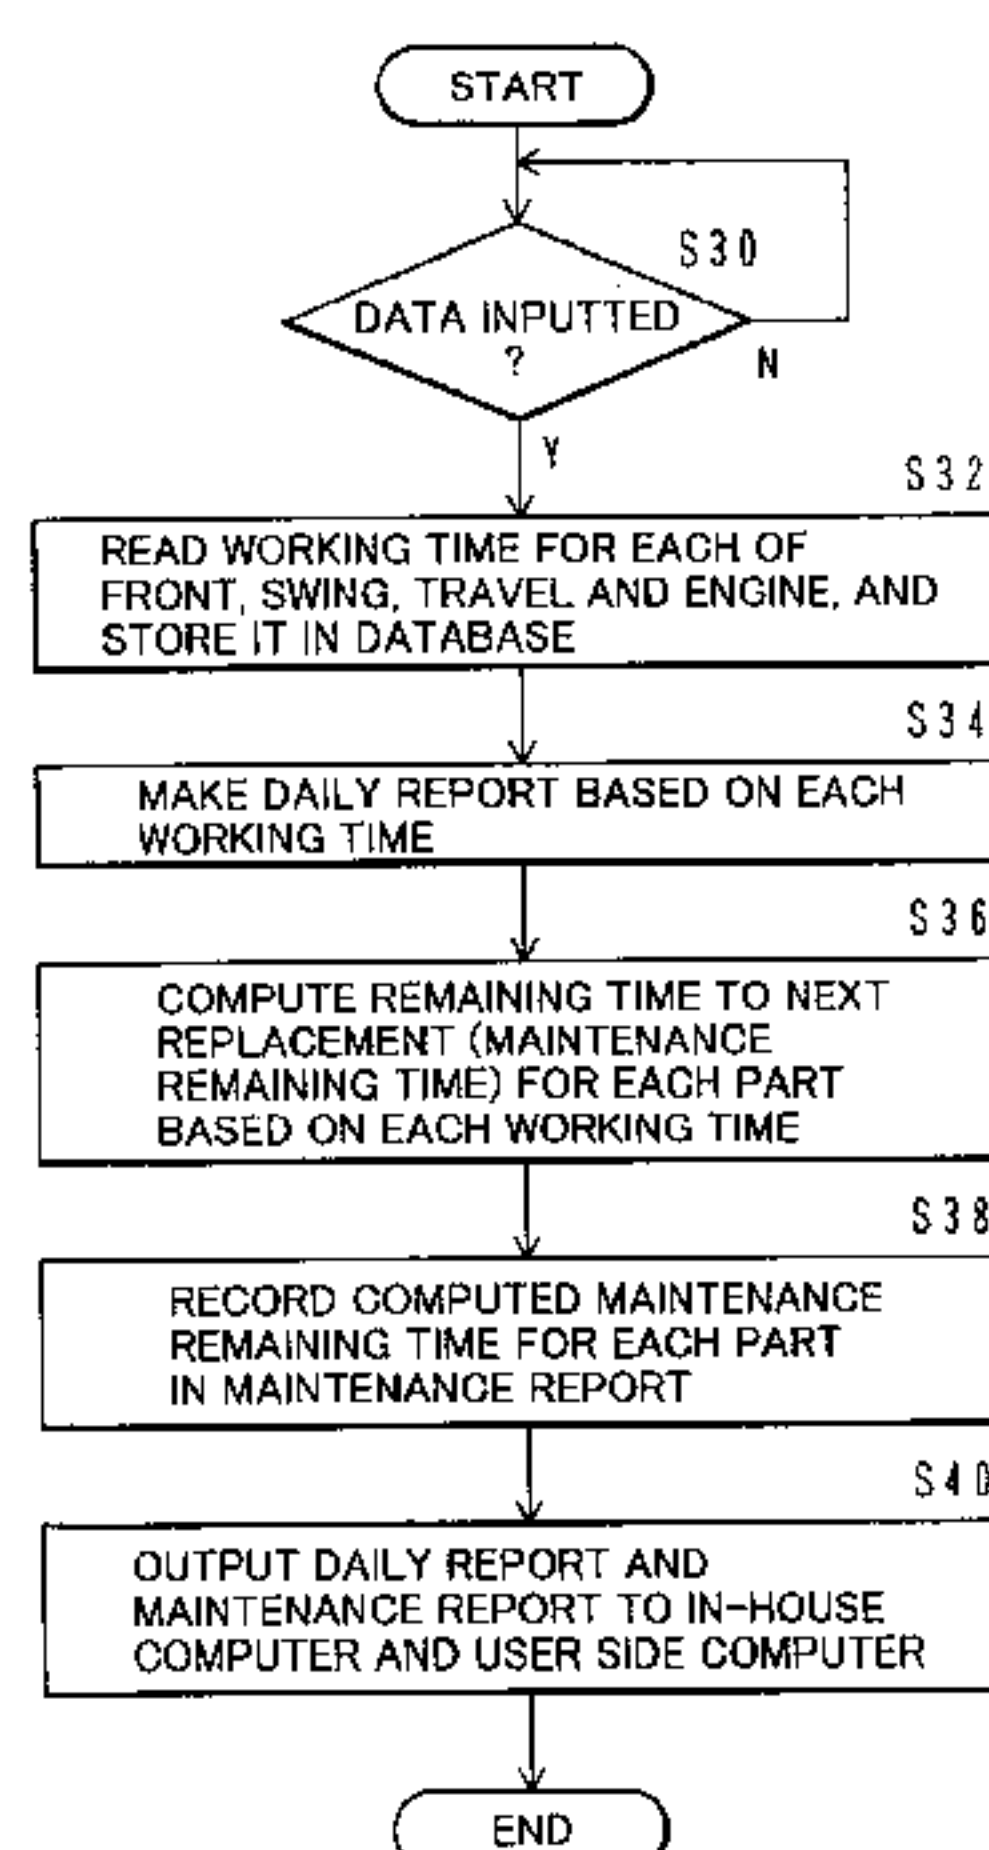 START
S30
DATA INPUTTED
?
N
Y
S32
READ WORKING TIME FOR EACH OF
FRONT, SWING, TRAVEL AND ENGINE, AND
STORE IT IN DATABASE
S34
MAKE DAILY REPORT BASED ON EACH
WORKING TIME
S36
COMPUTE REMAINING TIME TO NEXT
REPLACEMENT (MAINTENANCE
REMAINING TIME) FOR EACH PART
BASED ON EACH WORKING TIME
S38
RECORD COMPUTED MAINTENANCE
REMAINING TIME FOR EACH PART
IN MAINTENANCE REPORT
S40
OUTPUT DAILY REPORT AND
MAINTENANCE REPORT TO IN-HOUSE
COMPUTER AND USER SIDE COMPUTER
END